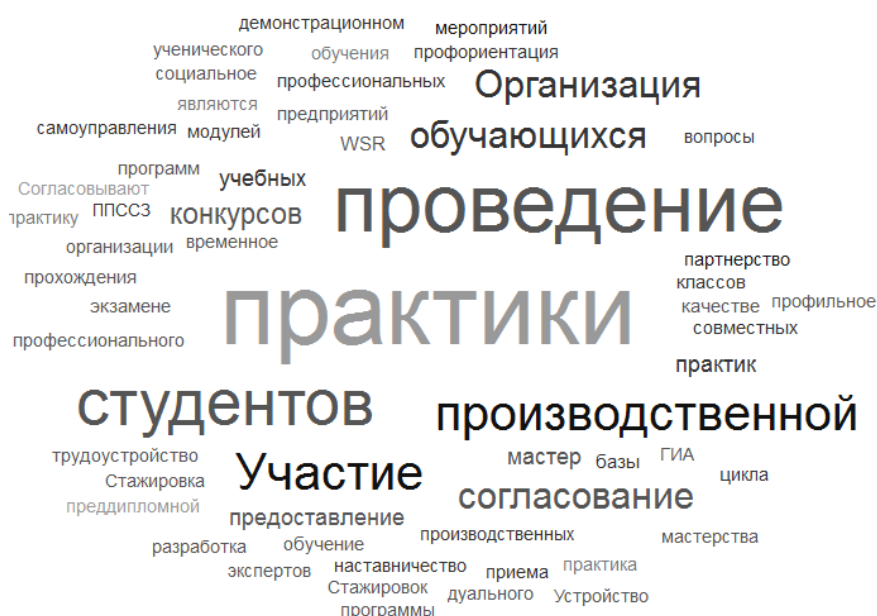 демонстрационном мероприятий
ученического обучения профориентация
социальное профессиональных Организация
являются предприятий
самоуправления модулей WSR обучающихся вопросы
программ учебных
Согласовывают
практику ППССЗ конкурсов проведение
организации временное
партнерство
прохождения классов
экзамене практики качестве профильное
совместных
профессионального
практик
студентов производственной
трудоустройство Участие мастер базы ГИА
Стажировка цикла
преддипломной согласование
предоставление
разработка обучение производственных мастерства
экспертов наставничество приема практика
Стажировок дуального Устройство
программы